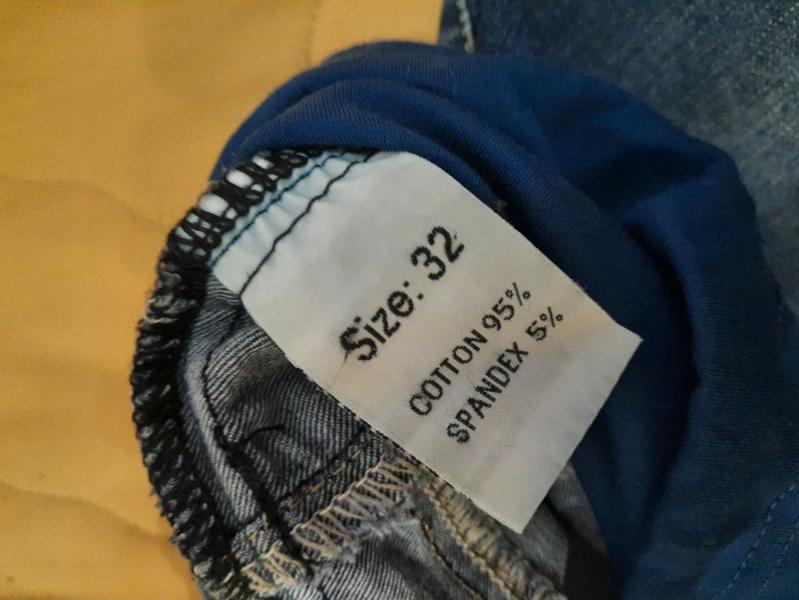 Size: 32
COTTON 95%
SPANDEX 5%